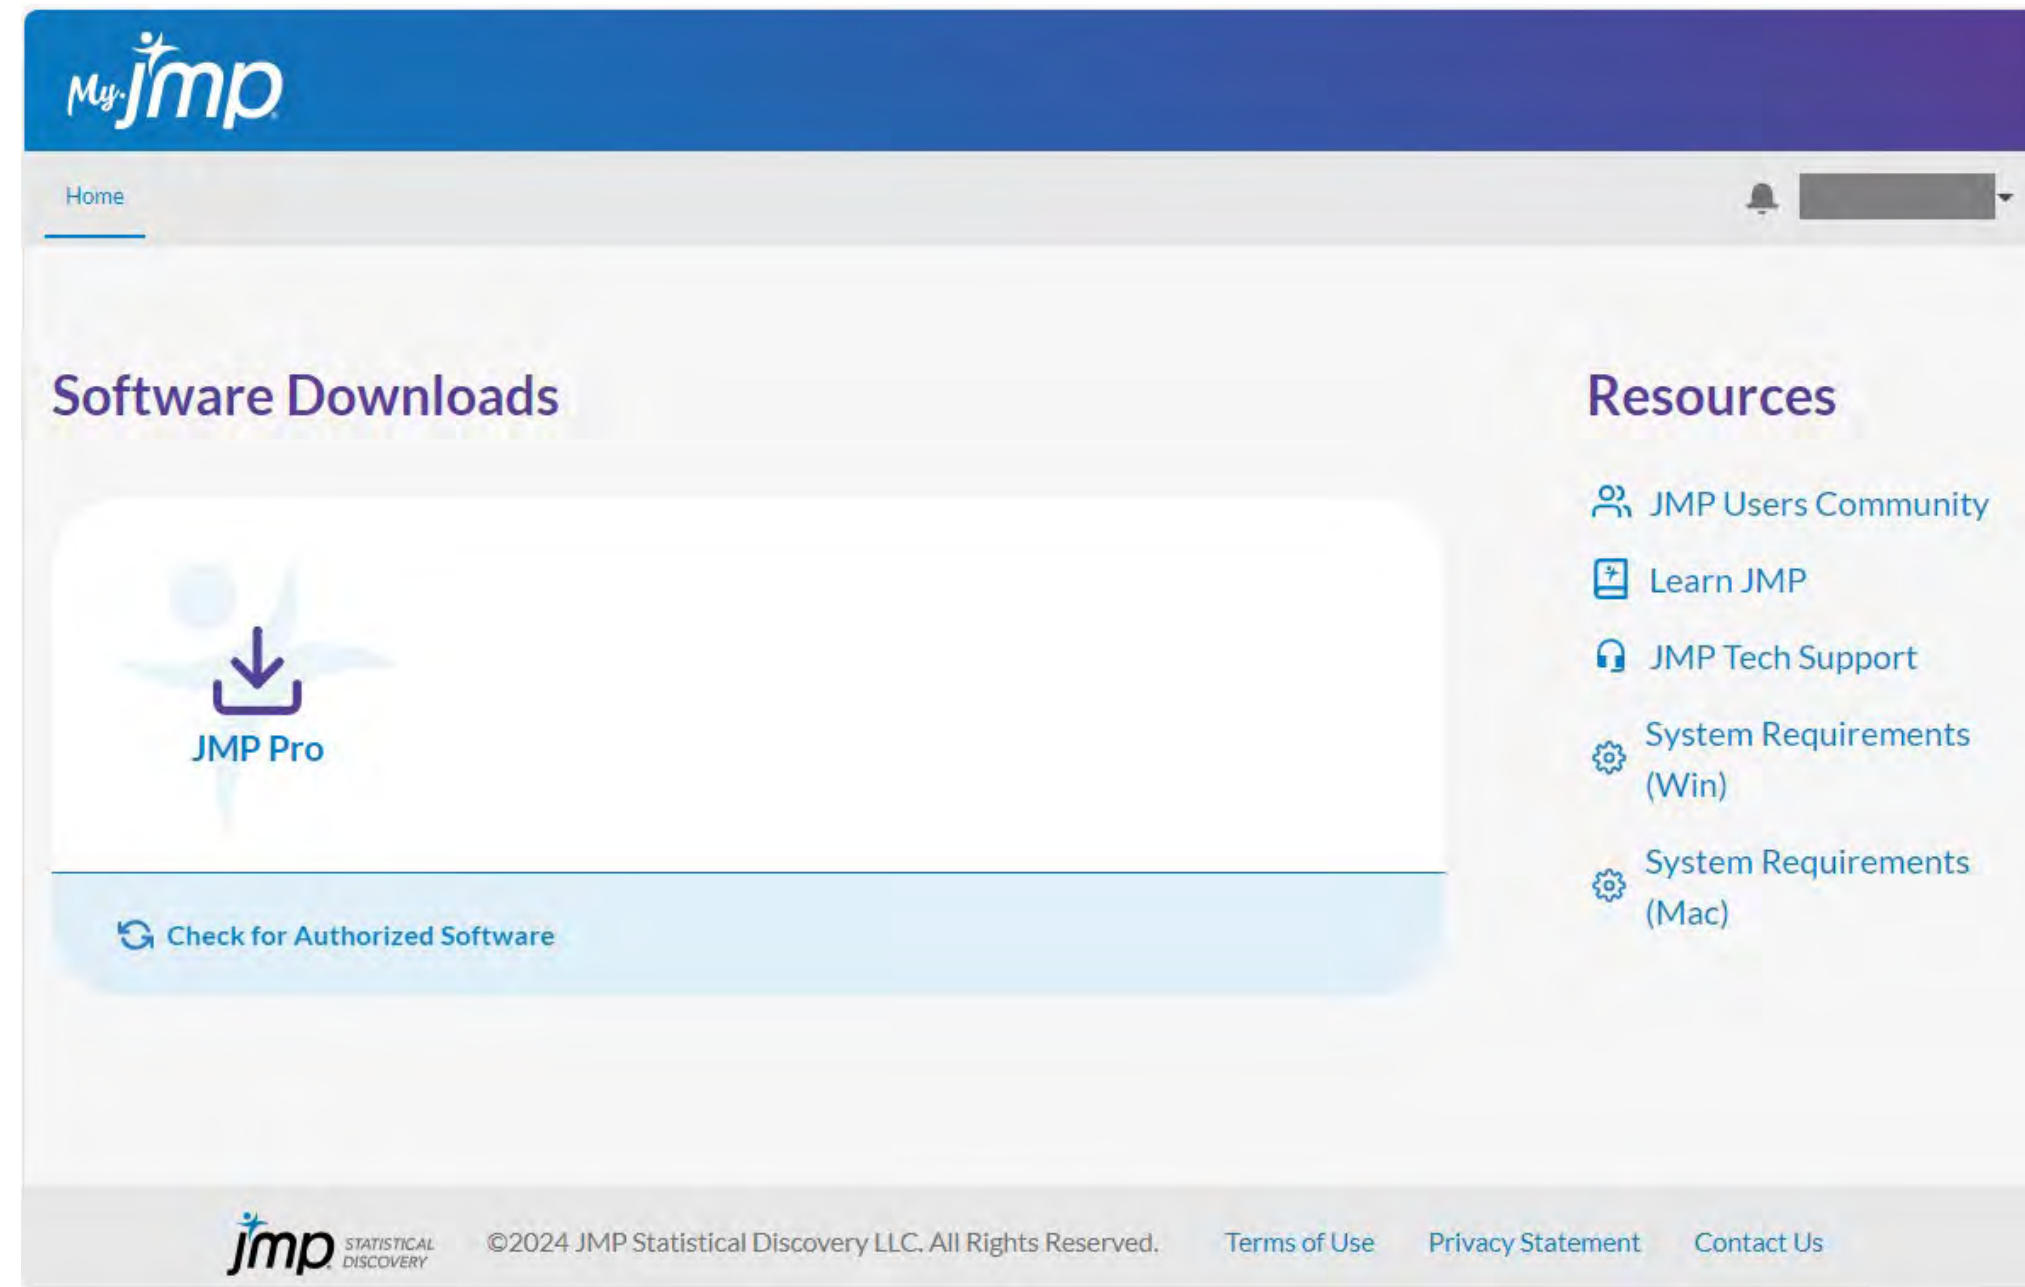 My.jmp
Home
Software Downloads
JMP Pro
Check for Authorized Software
Resources
JMP Users Community
Learn JMP
JMP Tech Support
System Requirements
(Win)
System Requirements
(Mac)
jmp STATISTICAL
DISCOVERY
©2024 JMP Statistical Discovery LLC. All Rights Reserved.
Terms of Use
Privacy Statement
Contact Us